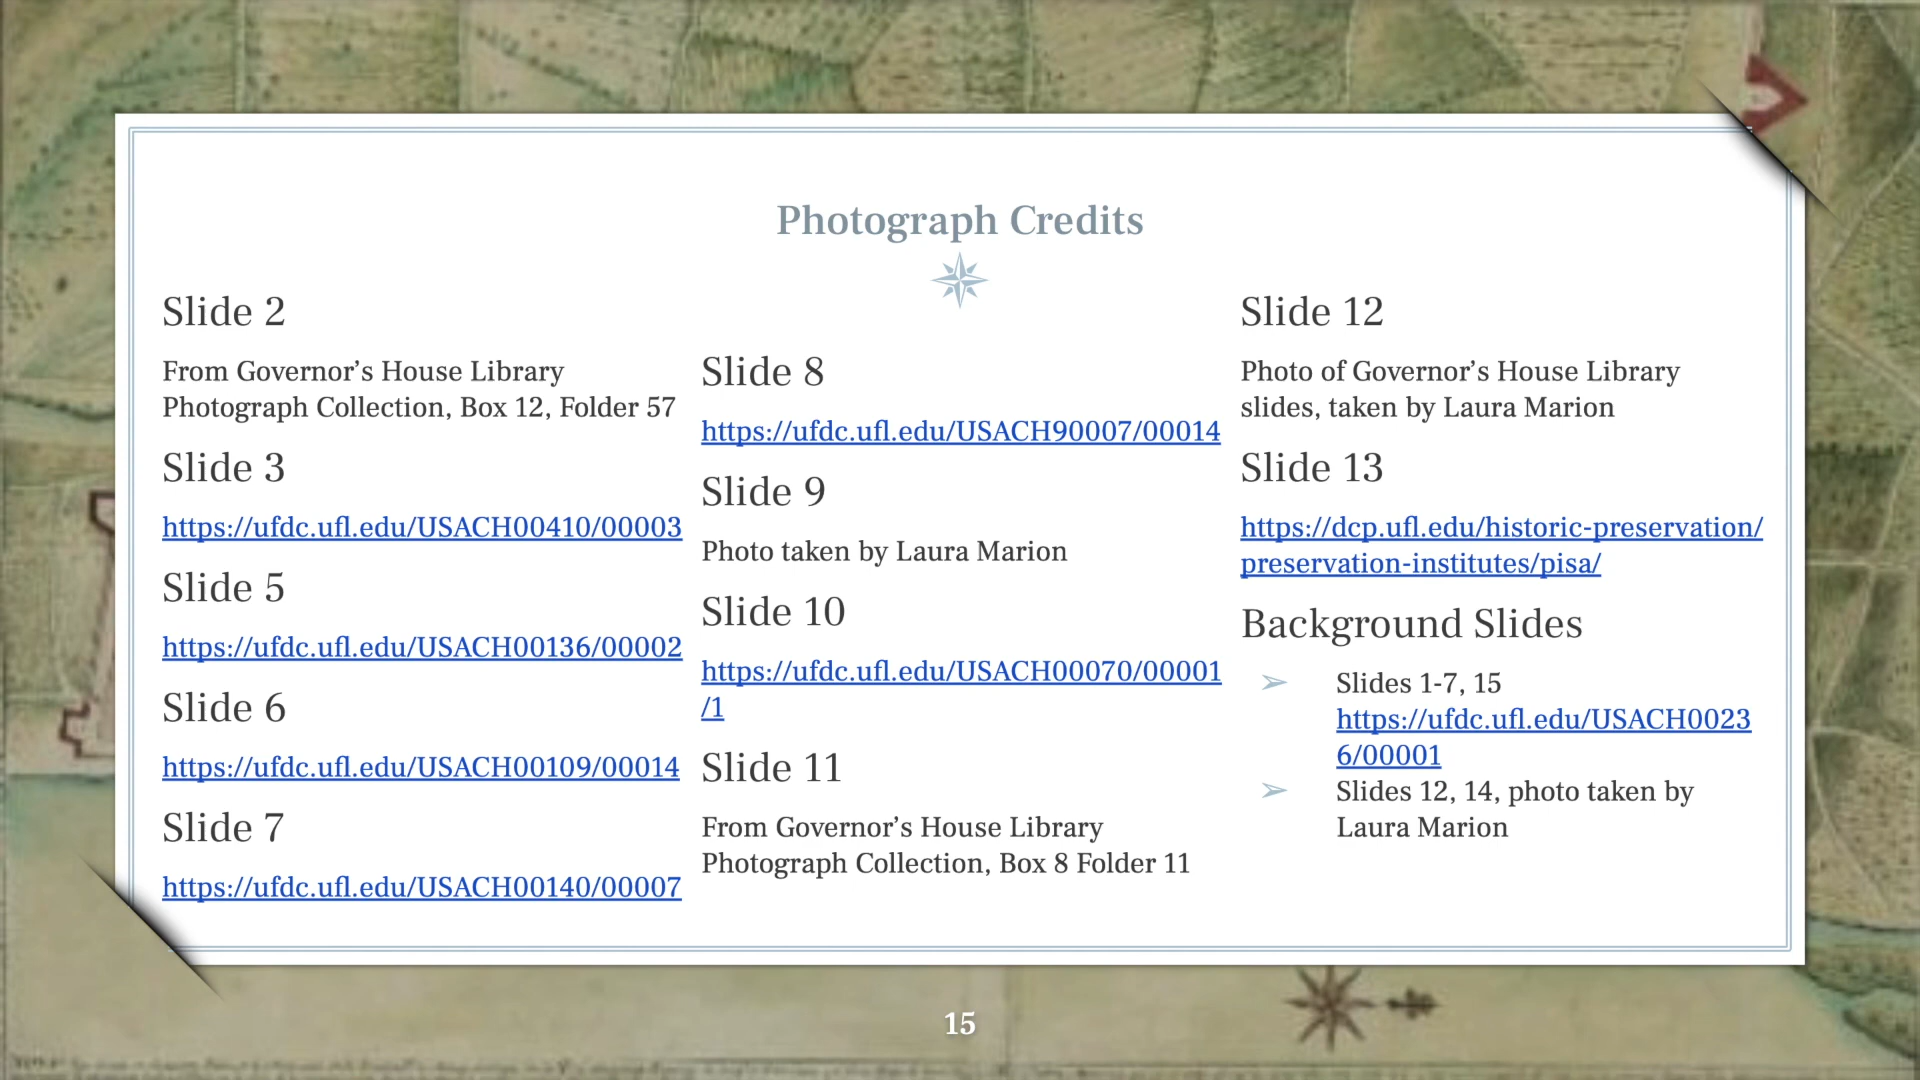 Photograph Credits
Slide 2
From Governor’s House Library
Photograph Collection, Box 12, Folder 57
Slide 3
https://ufdc.ufl.edu/USACH00410/00003
Slide 5
https://ufdc.ufl.edu/USACH00136/00002
Slide 6
https://ufdc.ufl.edu/USACH00109/00014
Slide 7
https://ufdc.ufl.edu/USACH00140/00007
Slide 8
https://ufdc.ufl.edu/USACH90007/00014
Slide 9
Photo taken by Laura Marion
Slide 10
https://ufdc.ufl.edu/USACH00070/00001
/1
Slide 11
From Governor’s House Library
Photograph Collection, Box 8 Folder 11
Slide 12
Photo of Governor’s House Library
slides, taken by Laura Marion
Slide 13
https://dcp.ufl.edu/historic-preservation/
preservation-institutes/pisa/
Background Slides
➢ Slides 1-7, 15
https://ufdc.ufl.edu/USACH0023
6/00001
➢ Slides 12, 14, photo taken by
Laura Marion
15